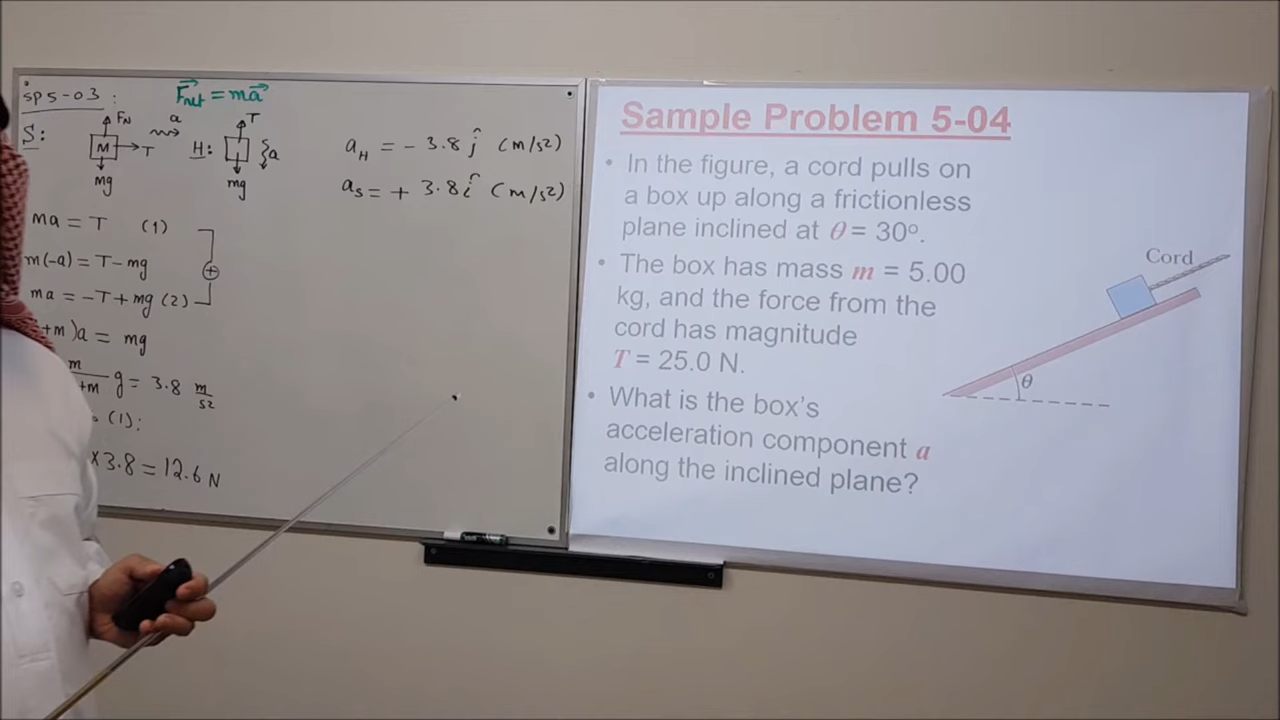 SP5-03:
F⃗net = ma⃗
S:
FN
a
M
T
mg
H:
T
a
mg
a_H = - 3.8 ĵ (m/s²)
a_S = + 3.8 î (m/s²)
ma = T (1)
m(-a) = T-mg
ma = -T+mg (2)
+
+m)a = mg
m
+m g = 3.8 m/s²
(1):
×3.8 = 12.6 N
Sample Problem 5-04
• In the figure, a cord pulls on
a box up along a frictionless
plane inclined at θ = 30º.
• The box has mass m = 5.00
kg, and the force from the
cord has magnitude
T = 25.0 N.
• What is the box's
acceleration component a
along the inclined plane?
Cord
θ